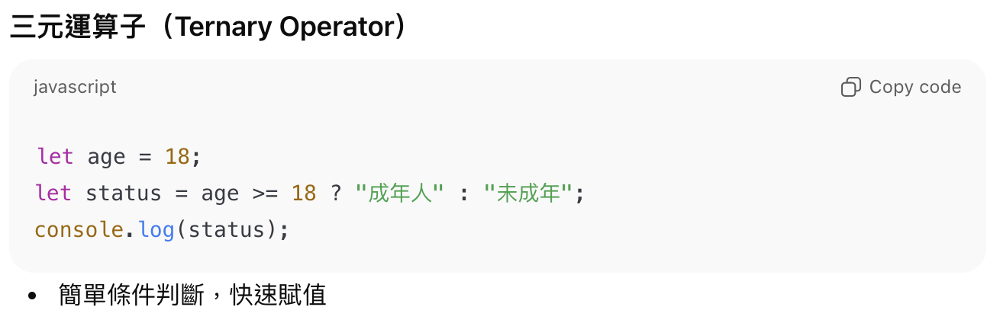 三元運算子（Ternary Operator）
javascript
Copy code
let age = 18;
let status = age >= 18 ? "成年人" : "未成年";
console.log(status);
• 簡單條件判斷，快速賦值